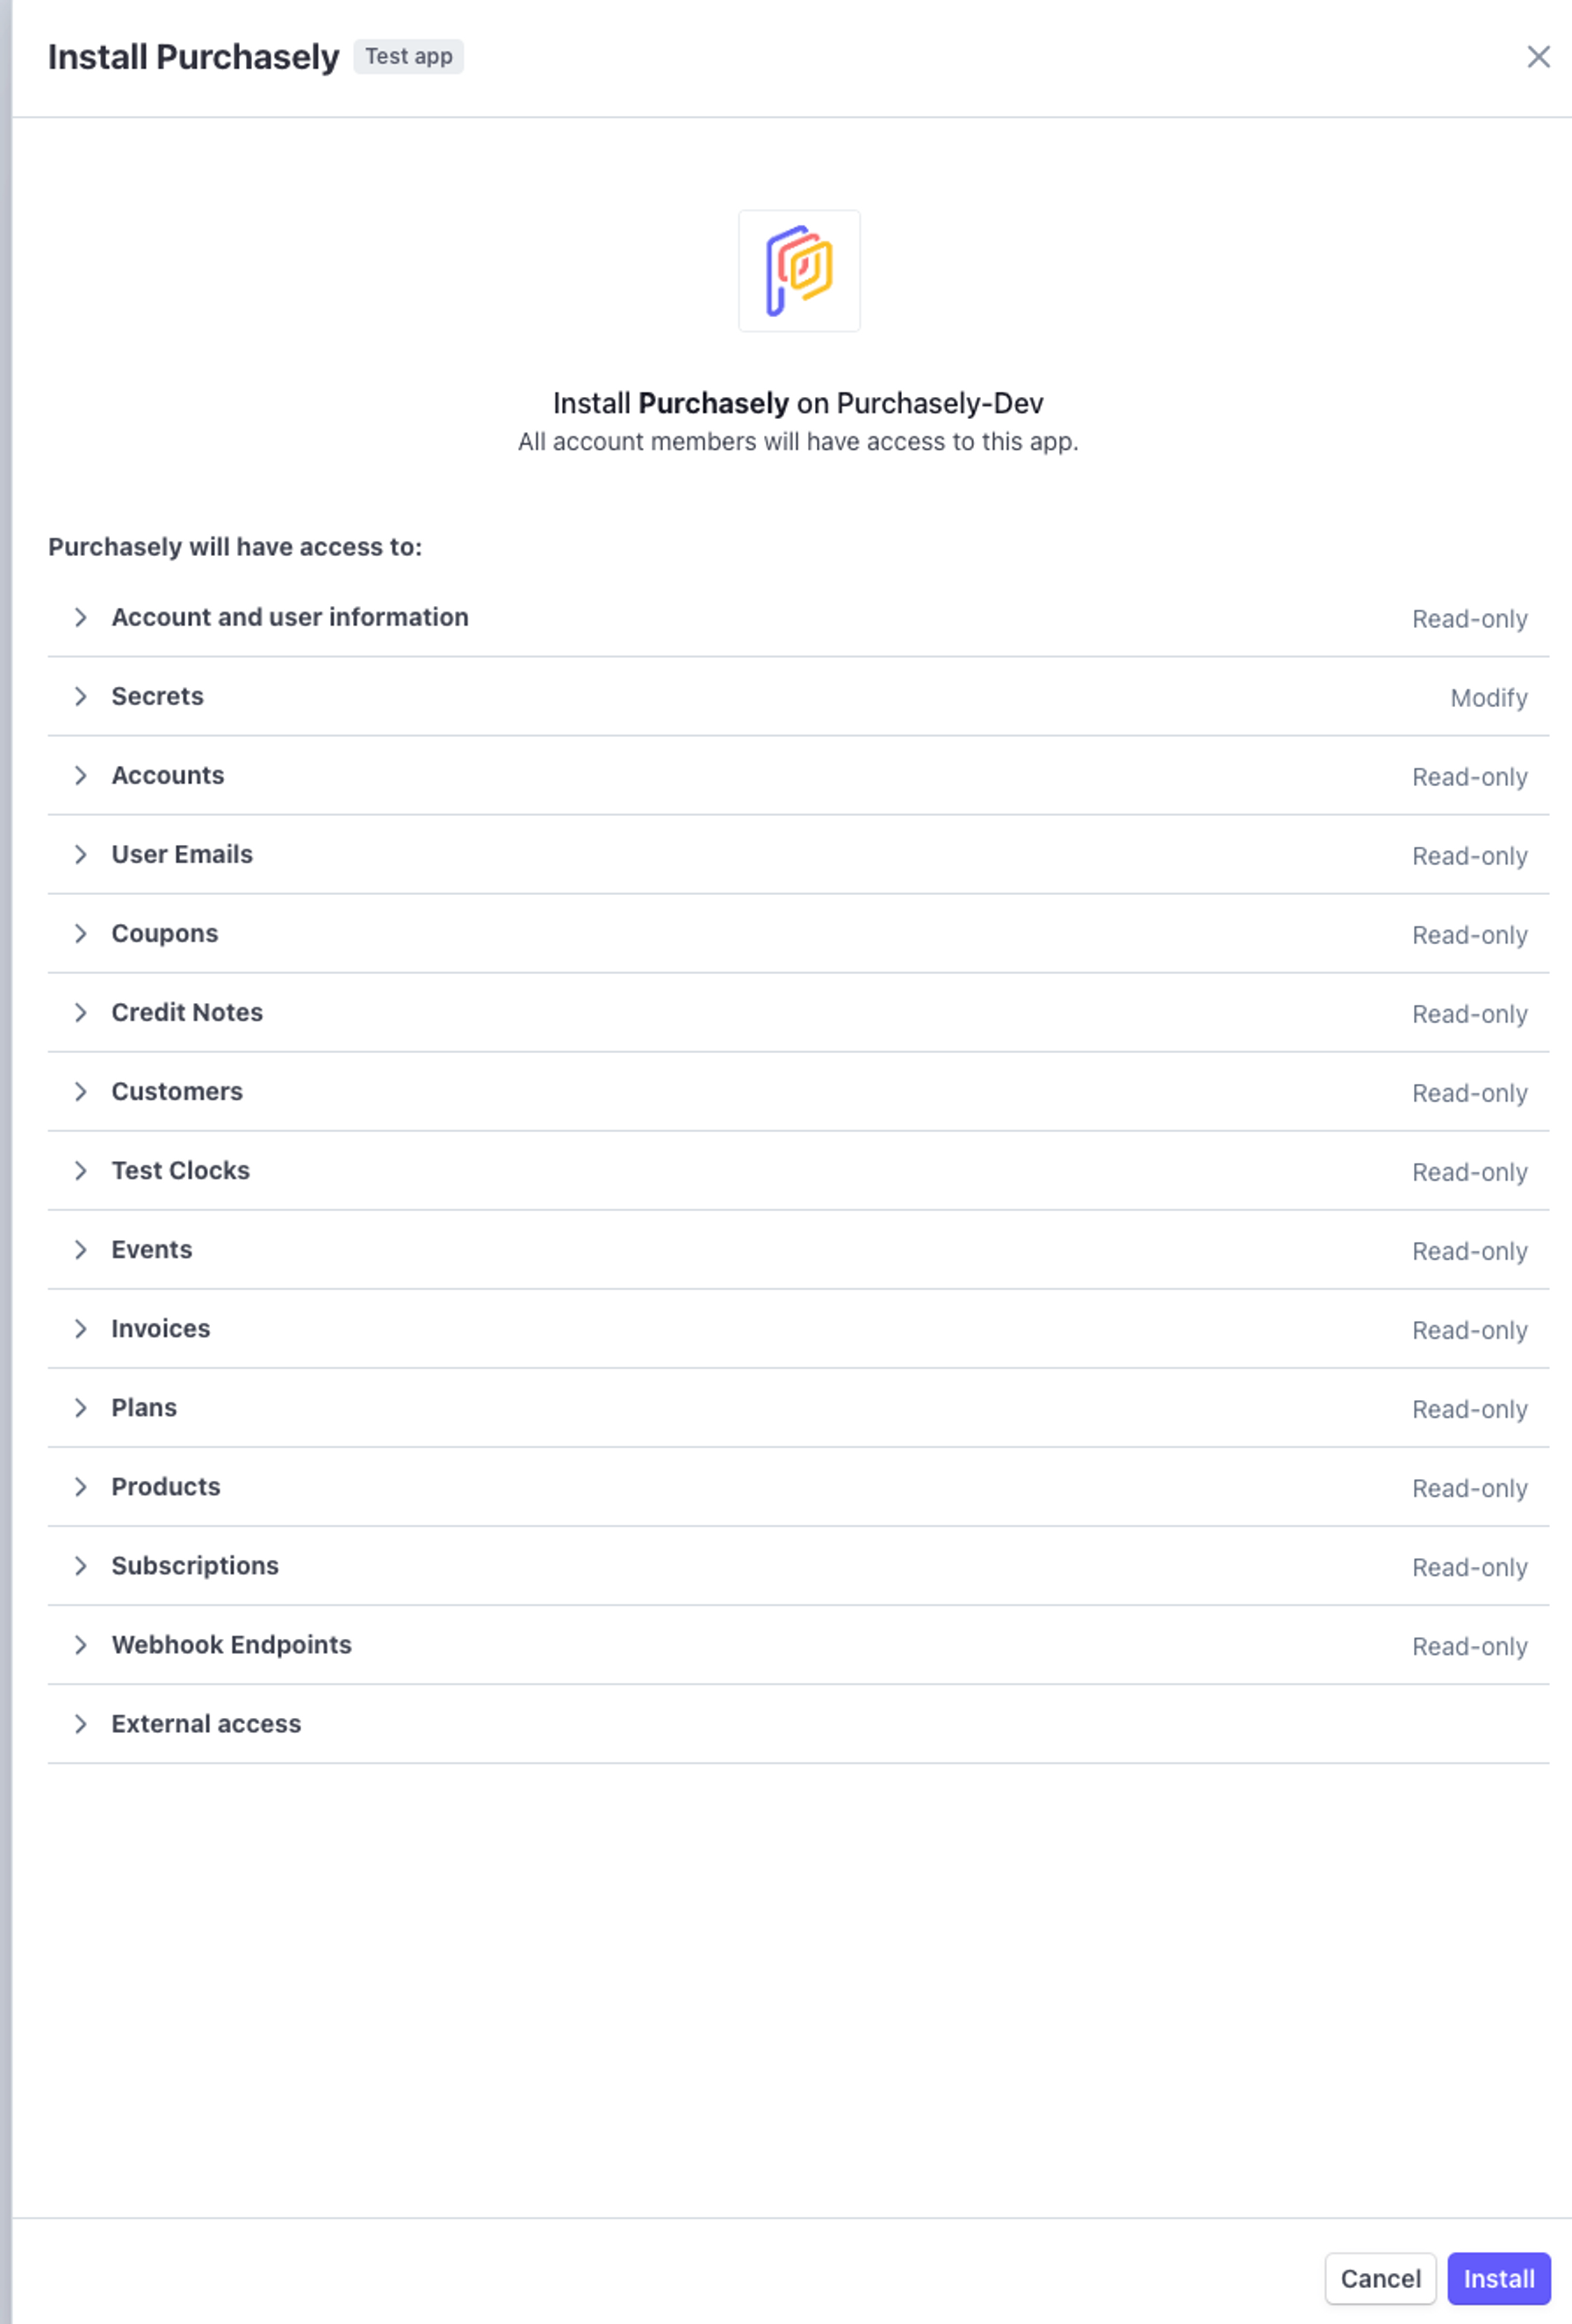 Install Purchasely Test app
Install Purchasely on Purchasely-Dev
All account members will have access to this app.
Purchasely will have access to:
Account and user information Read-only
Secrets Modify
Accounts Read-only
User Emails Read-only
Coupons Read-only
Credit Notes Read-only
Customers Read-only
Test Clocks Read-only
Events Read-only
Invoices Read-only
Plans Read-only
Products Read-only
Subscriptions Read-only
Webhook Endpoints Read-only
External access
Cancel Install